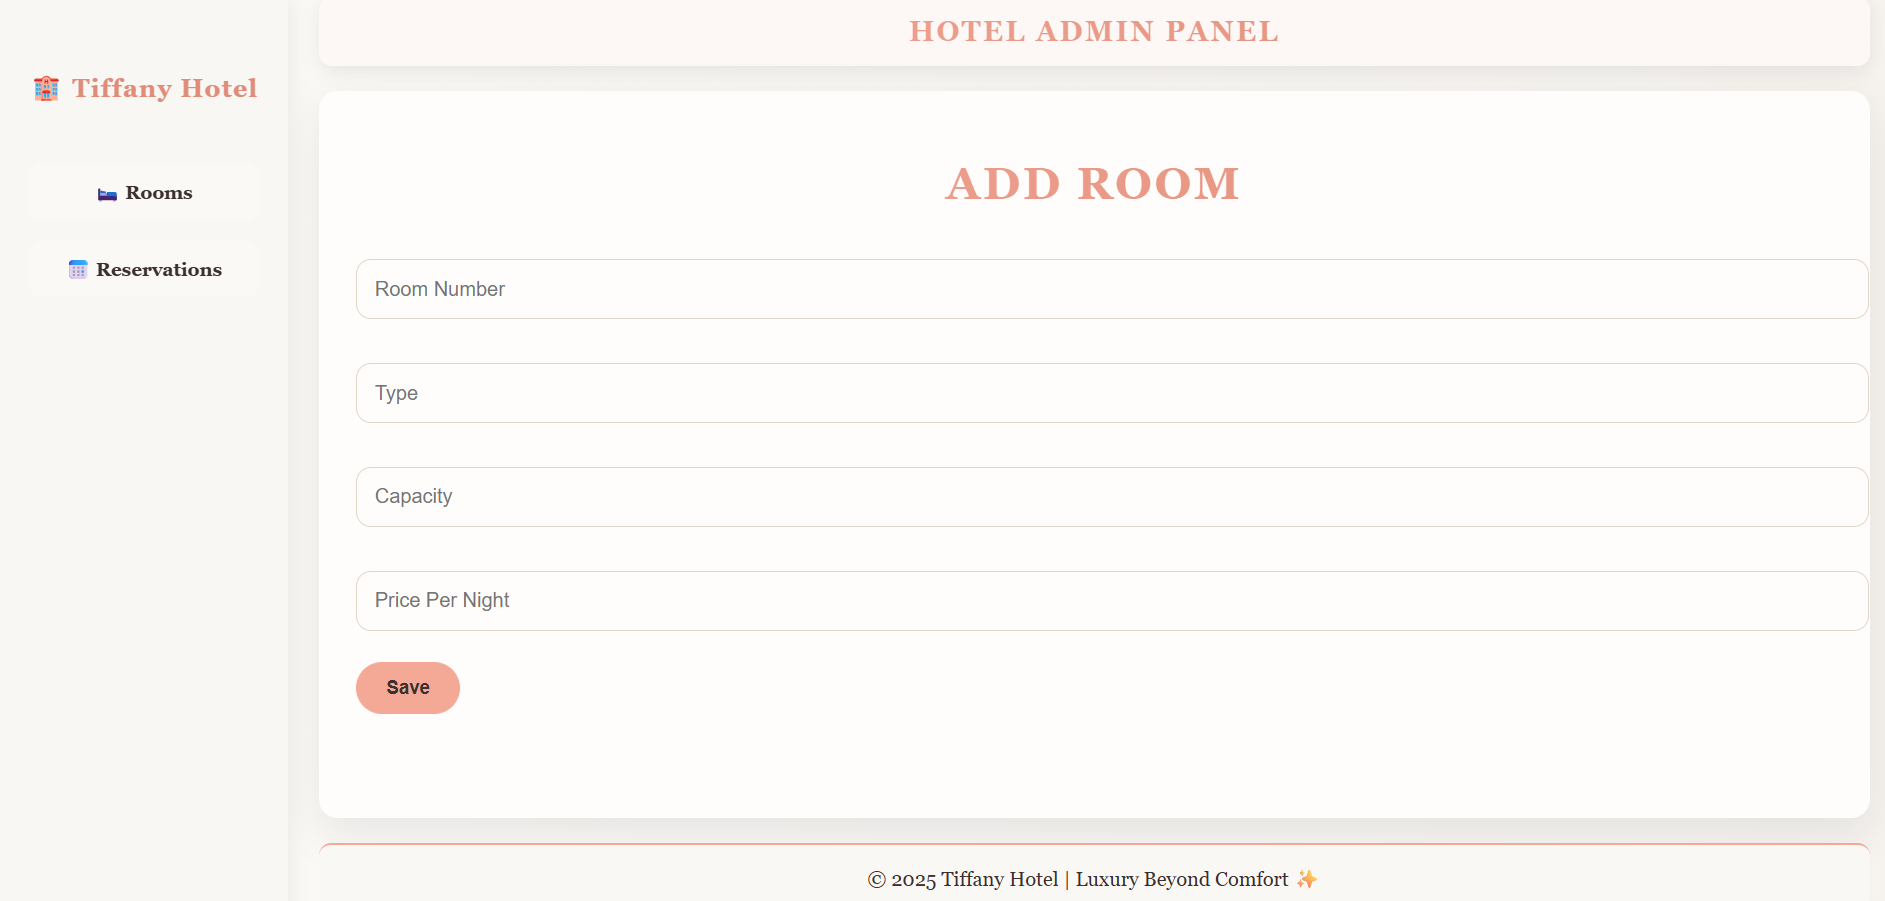 Tiffany Hotel
Rooms
Reservations
HOTEL ADMIN PANEL
ADD ROOM
Room Number
Type
Capacity
Price Per Night
Save
© 2025 Tiffany Hotel | Luxury Beyond Comfort ✨